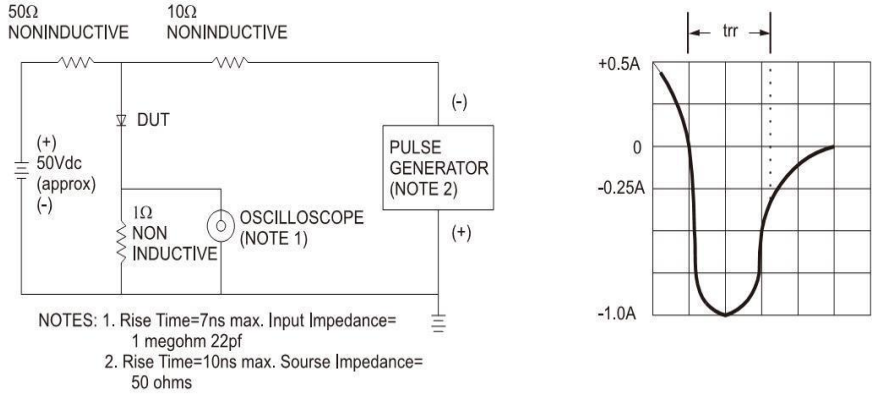 50Ω
NONINDUCTIVE
10Ω
NONINDUCTIVE
DUT
(+)
50Vdc
(approx)
(-)
1Ω
NON
INDUCTIVE
OSCILLOSCOPE
(NOTE 1)
(-)
PULSE
GENERATOR
(NOTE 2)
(+)
NOTES: 1. Rise Time=7ns max. Input Impedance=
1 megohm 22pf
2. Rise Time=10ns max. Sourse Impedance=
50 ohms
trr
+0.5A
0
-0.25A
-1.0A